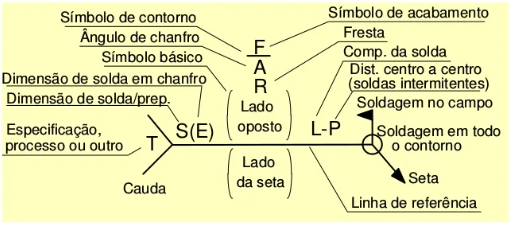 Símbolo de contorno
Símbolo de acabamento
Ângulo de chanfro
F
Fresta
Símbolo básico
A
Comp. da solda
Dimensão de solda em chanfro
R
Dist. centro a centro
(soldas intermitentes)
Dimensão de solda/prep.
Lado
oposto
Soldagem no campo
Especificação,
processo ou outro
T
S(E)
L-P
Soldagem em todo
o contorno
Lado
da seta
Cauda
Seta
Linha de referência